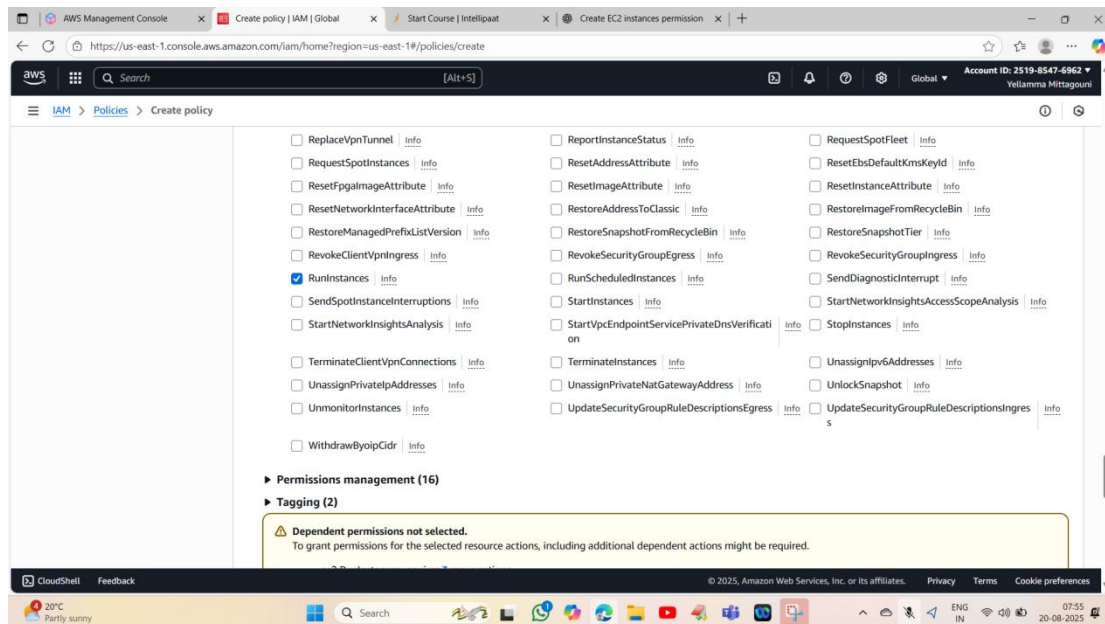 AWS Management Console
Create policy | IAM | Global
Start Course | Intellipaat
Create EC2 instances permission
https://us-east-1.console.aws.amazon.com/iam/home?region=us-east-1#/policies/create
aws
Search
[Alt+S]
Global
Account ID: 2519-8547-6962
Yellamma Mittagouni
IAM > Policies > Create policy
ReplaceVpnTunnel Info ReportInstanceStatus Info RequestSpotFleet Info
RequestSpotInstances Info ResetAddressAttribute Info ResetEbsDefaultKmsKeyId Info
ResetFpgaImageAttribute Info ResetImageAttribute Info ResetInstanceAttribute Info
ResetNetworkInterfaceAttribute Info RestoreAddressToClassic Info RestoreImageFromRecycleBin Info
RestoreManagedPrefixListVersion Info RestoreSnapshotFromRecycleBin Info RestoreSnapshotTier Info
RevokeClientVpnIngress Info RevokeSecurityGroupEgress Info RevokeSecurityGroupIngress Info
RunInstances Info RunScheduledInstances Info SendDiagnosticInterrupt Info
SendSpotInstanceInterruptions Info StartInstances Info StartNetworkInsightsAccessScopeAnalysis Info
StartNetworkInsightsAnalysis Info StartVpcEndpointServicePrivateDnsVerificati Info StopInstances Info
on
TerminateClientVpnConnections Info TerminateInstances Info UnassignIpv6Addresses Info
UnassignPrivateIpAddresses Info UnassignPrivateNatGatewayAddress Info UnlockSnapshot Info
UnmonitorInstances Info UpdateSecurityGroupRuleDescriptionsEgress Info UpdateSecurityGroupRuleDescriptionsIngres Info
s
WithdrawByoipCidr Info
Permissions management (16)
Tagging (2)
Dependent permissions not selected.
To grant permissions for the selected resource actions, including additional dependent actions might be required.
CloudShell Feedback © 2025, Amazon Web Services, Inc. or its affiliates. Privacy Terms Cookie preferences
20°C
Partly sunny
Search
ENG
IN
07:55
20-08-2025